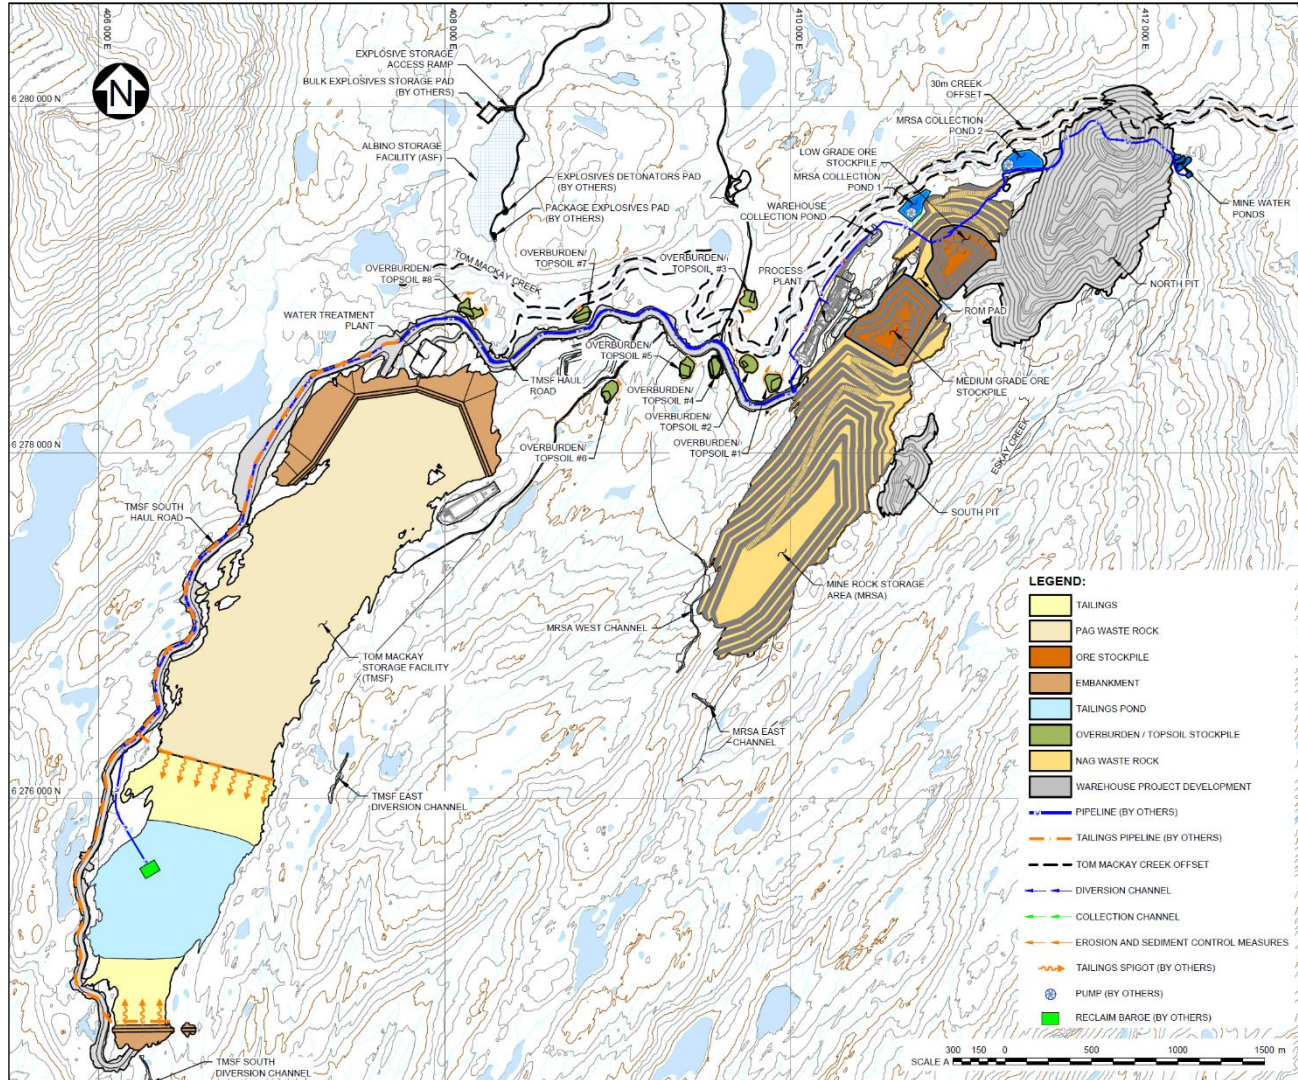 406 000 E
408 000 E
410 000 E
412 000 E
N
6 280 000 N
EXPLOSIVE STORAGE
ACCESS RAMP
BULK EXPLOSIVES STORAGE PAD
(BY OTHERS)
ALBINO STORAGE
FACILITY (ASF)
EXPLOSIVES DETONATORS PAD
(BY OTHERS)
PACKAGE EXPLOSIVES PAD
(BY OTHERS)
30m CREEK
OFFSET
MRSA COLLECTION
POND 2
LOW GRADE ORE
STOCKPILE
MRSA COLLECTION
POND 1
WAREHOUSE
COLLECTION POND
MINE WATER
PONDS
TOM MACKAY CREEK
OVERBURDEN/
TOPSOIL #7
OVERBURDEN/
TOPSOIL #3
OVERBURDEN/
TOPSOIL #8
PROCESS
PLANT
NORTH PIT
ROM PAD
WATER TREATMENT
PLANT
OVERBURDEN/
TOPSOIL #5
TMSF HAUL
ROAD
MEDIUM GRADE ORE
STOCKPILE
OVERBURDEN/
TOPSOIL #4
OVERBURDEN/
TOPSOIL #2
OVERBURDEN/
TOPSOIL #1
OVERBURDEN/
TOPSOIL #6
6 278 000 N
ESKAY CREEK
SOUTH PIT
TMSF SOUTH
HAUL ROAD
MINE ROCK STORAGE
AREA (MRSA)
MRSA WEST CHANNEL
TOM MACKAY
STORAGE FACILITY
(TMSF)
MRSA EAST
CHANNEL
6 276 000 N
TMSF EAST
DIVERSION CHANNEL
TMSF SOUTH
DIVERSION CHANNEL
LEGEND:
TAILINGS
PAG WASTE ROCK
ORE STOCKPILE
EMBANKMENT
TAILINGS POND
OVERBURDEN / TOPSOIL STOCKPILE
NAG WASTE ROCK
WAREHOUSE PROJECT DEVELOPMENT
PIPELINE (BY OTHERS)
TAILINGS PIPELINE (BY OTHERS)
TOM MACKAY CREEK OFFSET
DIVERSION CHANNEL
COLLECTION CHANNEL
EROSION AND SEDIMENT CONTROL MEASURES
TAILINGS SPIGOT (BY OTHERS)
PUMP (BY OTHERS)
RECLAIM BARGE (BY OTHERS)
SCALE A 300 150 0 500 1000 1500 m